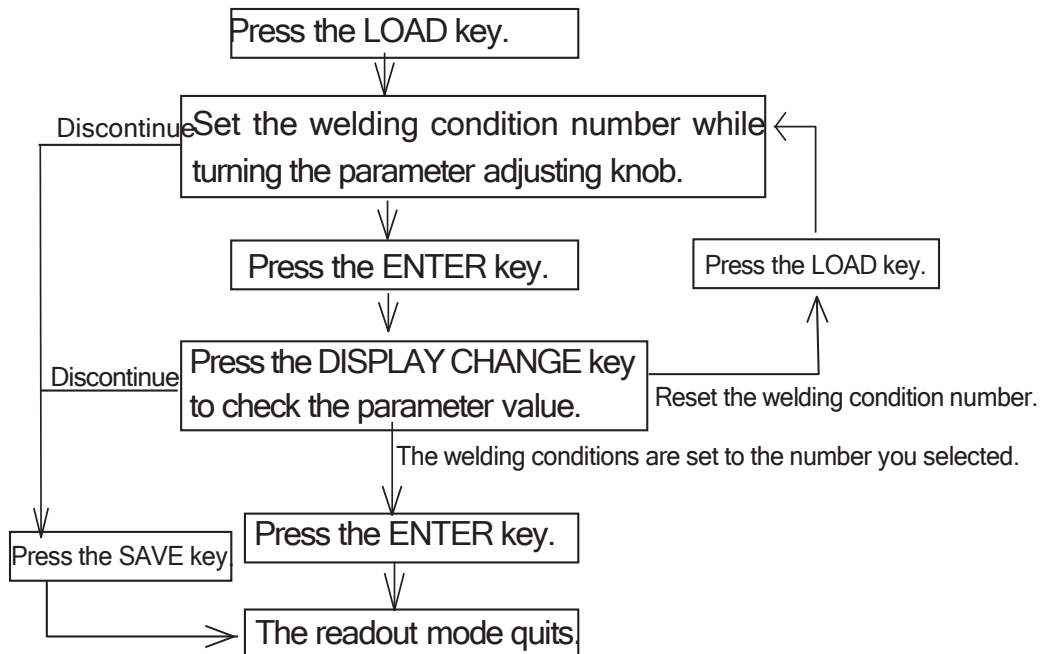 Press the LOAD key.
Discontinue
Set the welding condition number while
turning the parameter adjusting knob.
Press the ENTER key.
Press the LOAD key.
Discontinue
Press the DISPLAY CHANGE key
to check the parameter value.
Reset the welding condition number.
The welding conditions are set to the number you selected.
Press the SAVE key.
Press the ENTER key.
The readout mode quits.